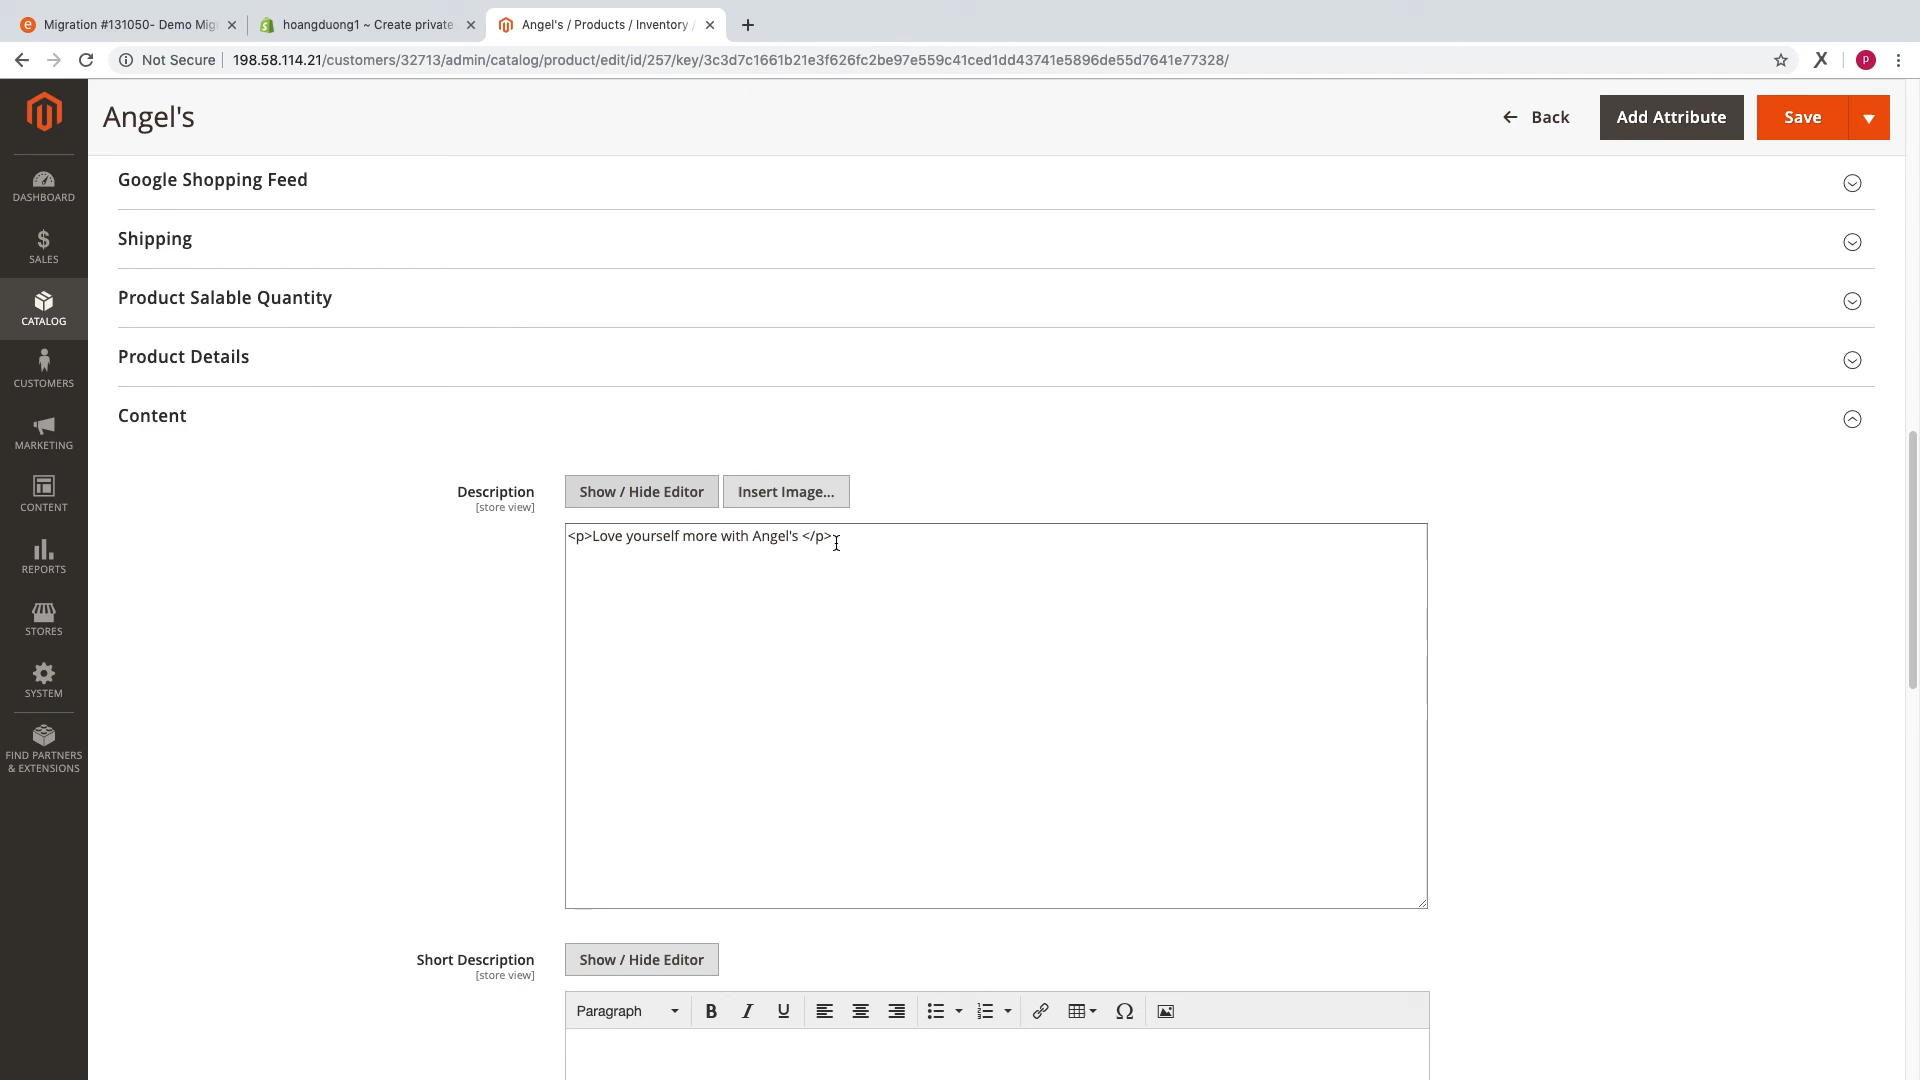 Migration #131050- Demo Mig
hoangduong1 ~ Create private
Angel's / Products / Inventory /
Not Secure
198.58.114.21/customers/32713/admin/catalog/product/edit/id/257/key/3c3d7c1661b21e3f626fc2be97e559c41ced1dd43741e5896de55d7641e77328/
X
P
Angel's
Back
Add Attribute
Save
DASHBOARD
SALES
CATALOG
CUSTOMERS
MARKETING
CONTENT
REPORTS
STORES
SYSTEM
FIND PARTNERS
& EXTENSIONS
Google Shopping Feed
Shipping
Product Salable Quantity
Product Details
Content
Description
[store view]
Show / Hide Editor
Insert Image...
<p>Love yourself more with Angel's </p>
Short Description
[store view]
Show / Hide Editor
Paragraph
B
I
U
Ω